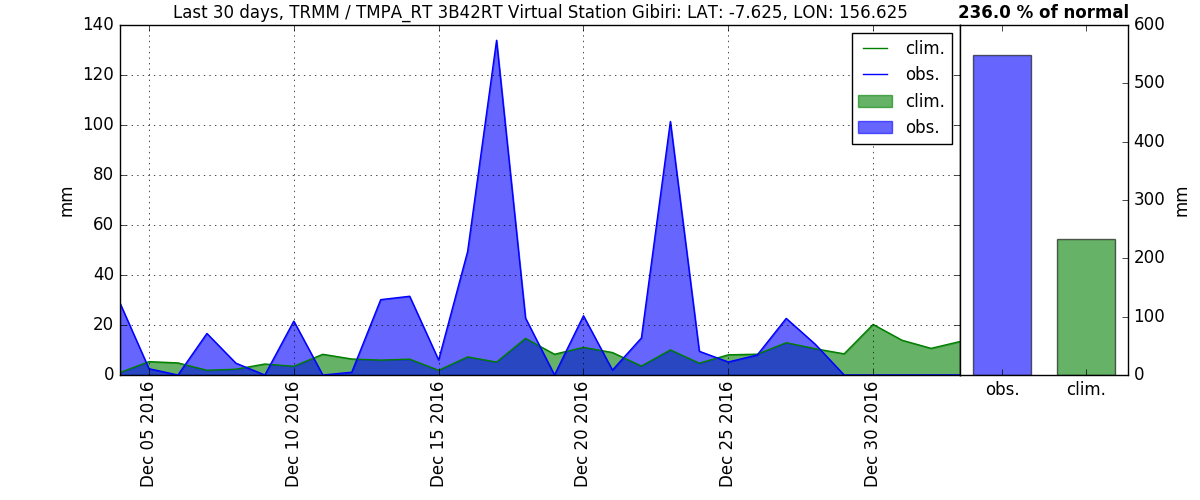 Last 30 days, TRMM / TMPA_RT 3B42RT Virtual Station Gibiri: LAT: -7.625, LON: 156.625
236.0 % of normal
140
120
100
80
60
40
20
0
mm
clim.
obs.
clim.
obs.
Dec 05 2016
Dec 10 2016
Dec 15 2016
Dec 20 2016
Dec 25 2016
Dec 30 2016
600
500
400
300
200
100
0
mm
obs.
clim.